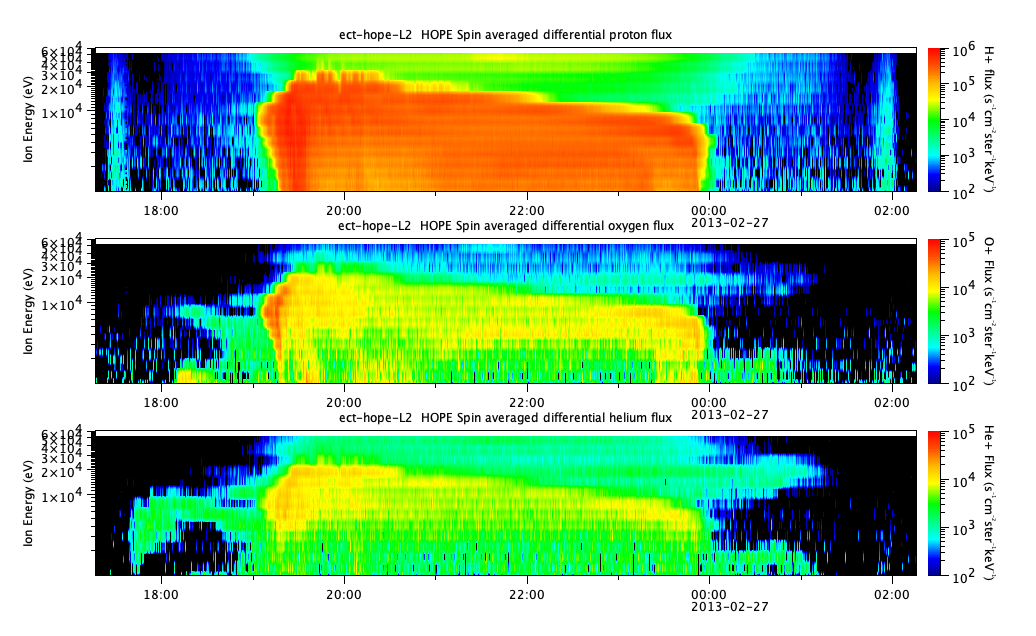 ect-hope-L2 HOPE Spin averaged differential proton flux
6×10⁴
5×10⁴
4×10⁴
3×10⁴
2×10⁴
1×10⁴
Ion Energy (eV)
18:00 20:00 22:00 00:00 02:00
2013-02-27
10⁶
10⁵
10⁴
10³
10²
H+ flux (s⁻¹cm⁻²ster⁻¹keV⁻¹)
ect-hope-L2 HOPE Spin averaged differential oxygen flux
6×10⁴
5×10⁴
4×10⁴
3×10⁴
2×10⁴
1×10⁴
Ion Energy (eV)
18:00 20:00 22:00 00:00 02:00
2013-02-27
10⁵
10⁴
10³
10²
O+ Flux (s⁻¹cm⁻²ster⁻¹keV⁻¹)
ect-hope-L2 HOPE Spin averaged differential helium flux
6×10⁴
5×10⁴
4×10⁴
3×10⁴
2×10⁴
1×10⁴
Ion Energy (eV)
18:00 20:00 22:00 00:00 02:00
2013-02-27
10⁵
10⁴
10³
10²
He+ Flux (s⁻¹cm⁻²ster⁻¹keV⁻¹)